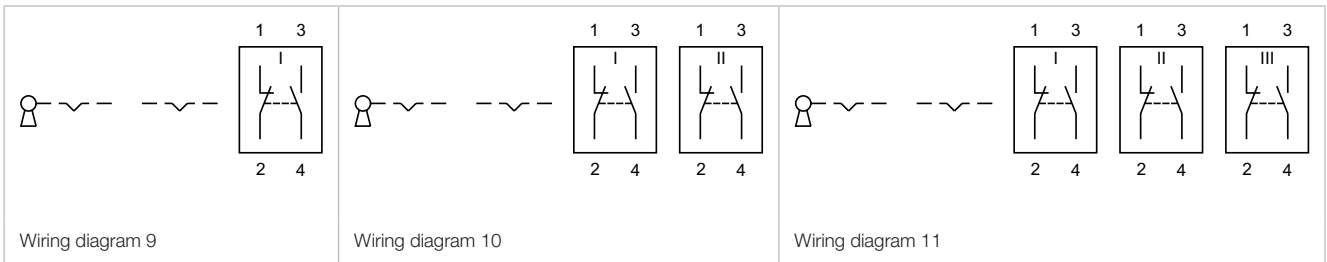 1 3
I
2 4
Wiring diagram 9
1 3 1 3
I II
2 4 2 4
Wiring diagram 10
1 3 1 3 1 3
I II III
2 4 2 4 2 4
Wiring diagram 11